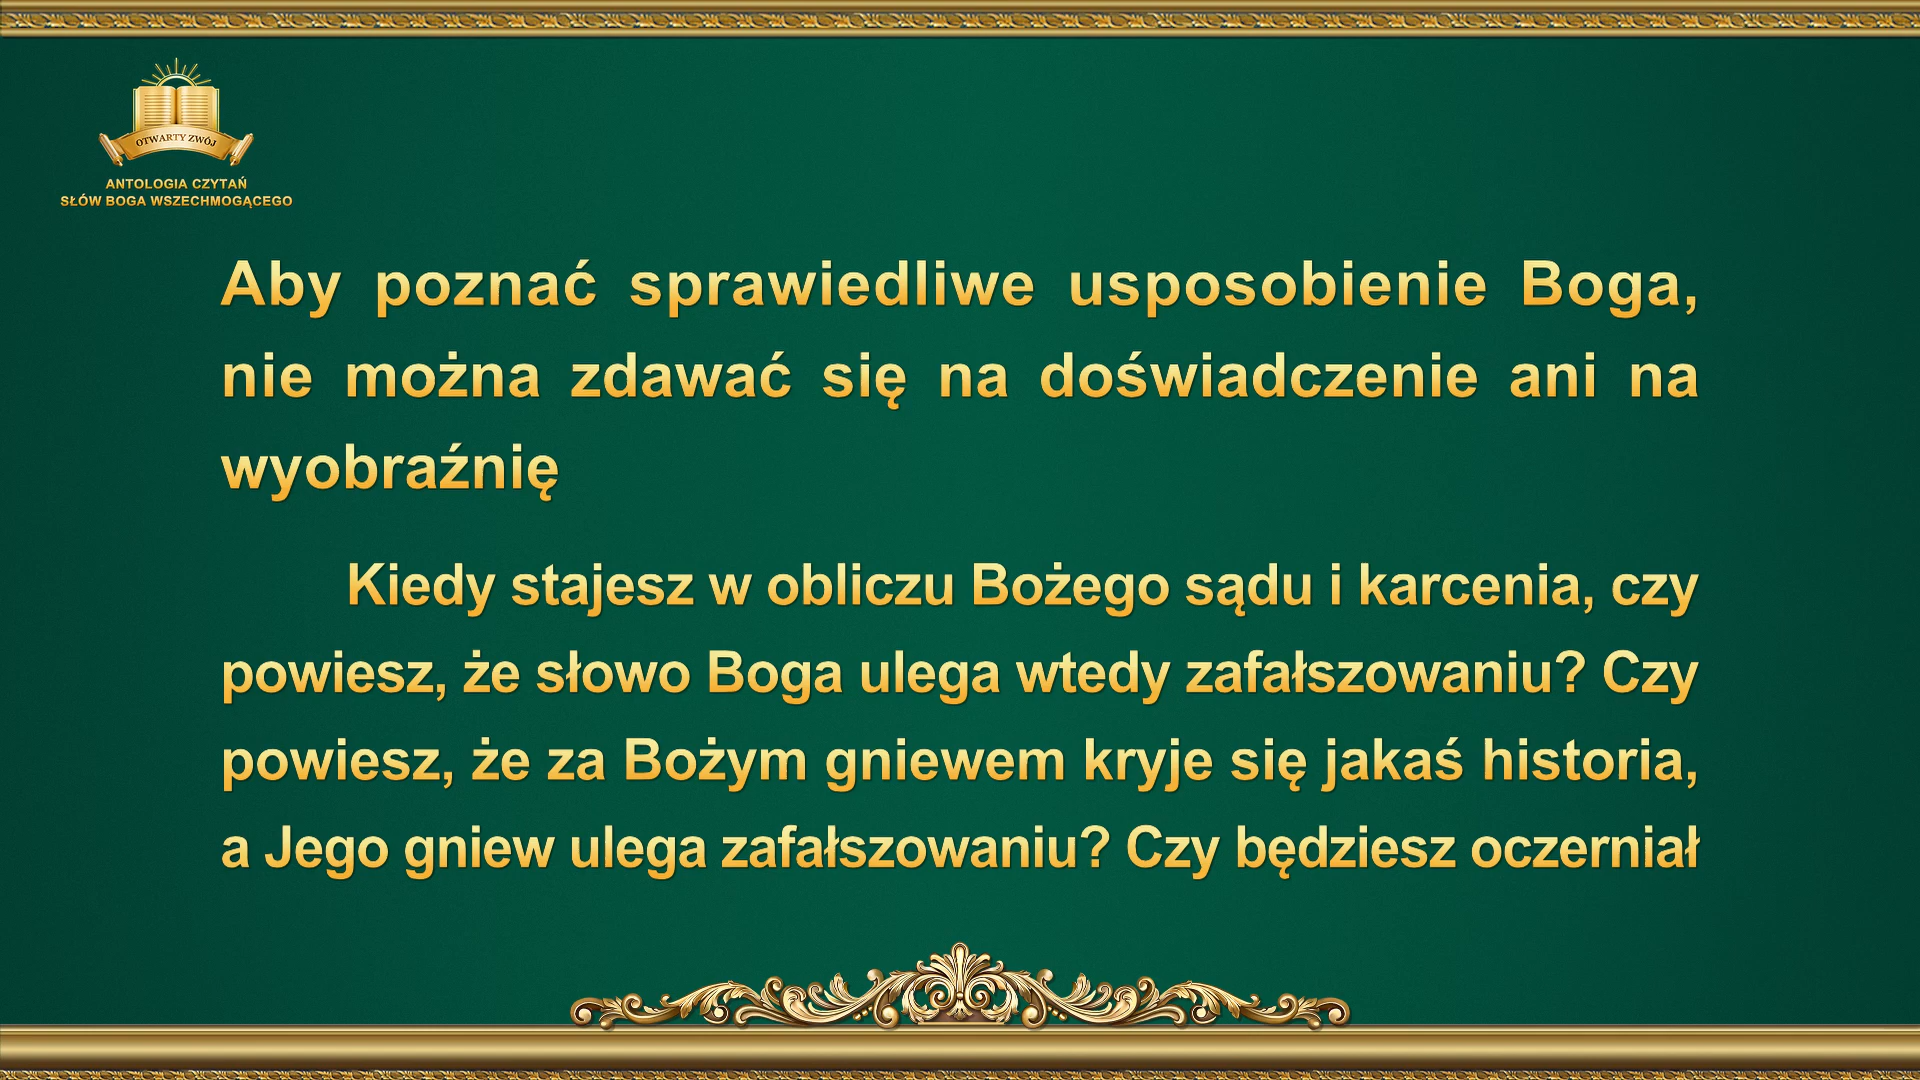 OTWARTY ZWÓJ
ANTOLOGIA CZYTAŃ
SŁÓW BOGA WSZECHMOGĄCEGO
Aby poznać sprawiedliwe usposobienie Boga,
nie można zdawać się na doświadczenie ani na
wyobraźnię
Kiedy stajesz w obliczu Bożego sądu i karcenia, czy
powiesz, że słowo Boga ulega wtedy zafałszowaniu? Czy
powiesz, że za Bożym gniewem kryje się jakaś historia,
a Jego gniew ulega zafałszowaniu? Czy będziesz oczerniał